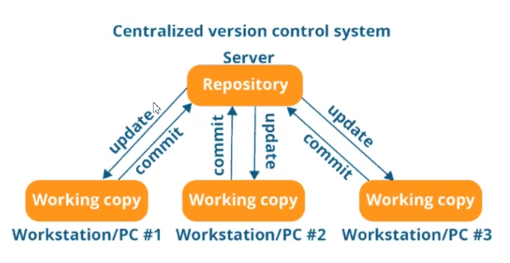 Centralized version control system
Server
Repository
update
commit
commit
update
update
commit
Working copy
Working copy
Working copy
Workstation/PC #1
Workstation/PC #2
Workstation/PC #3